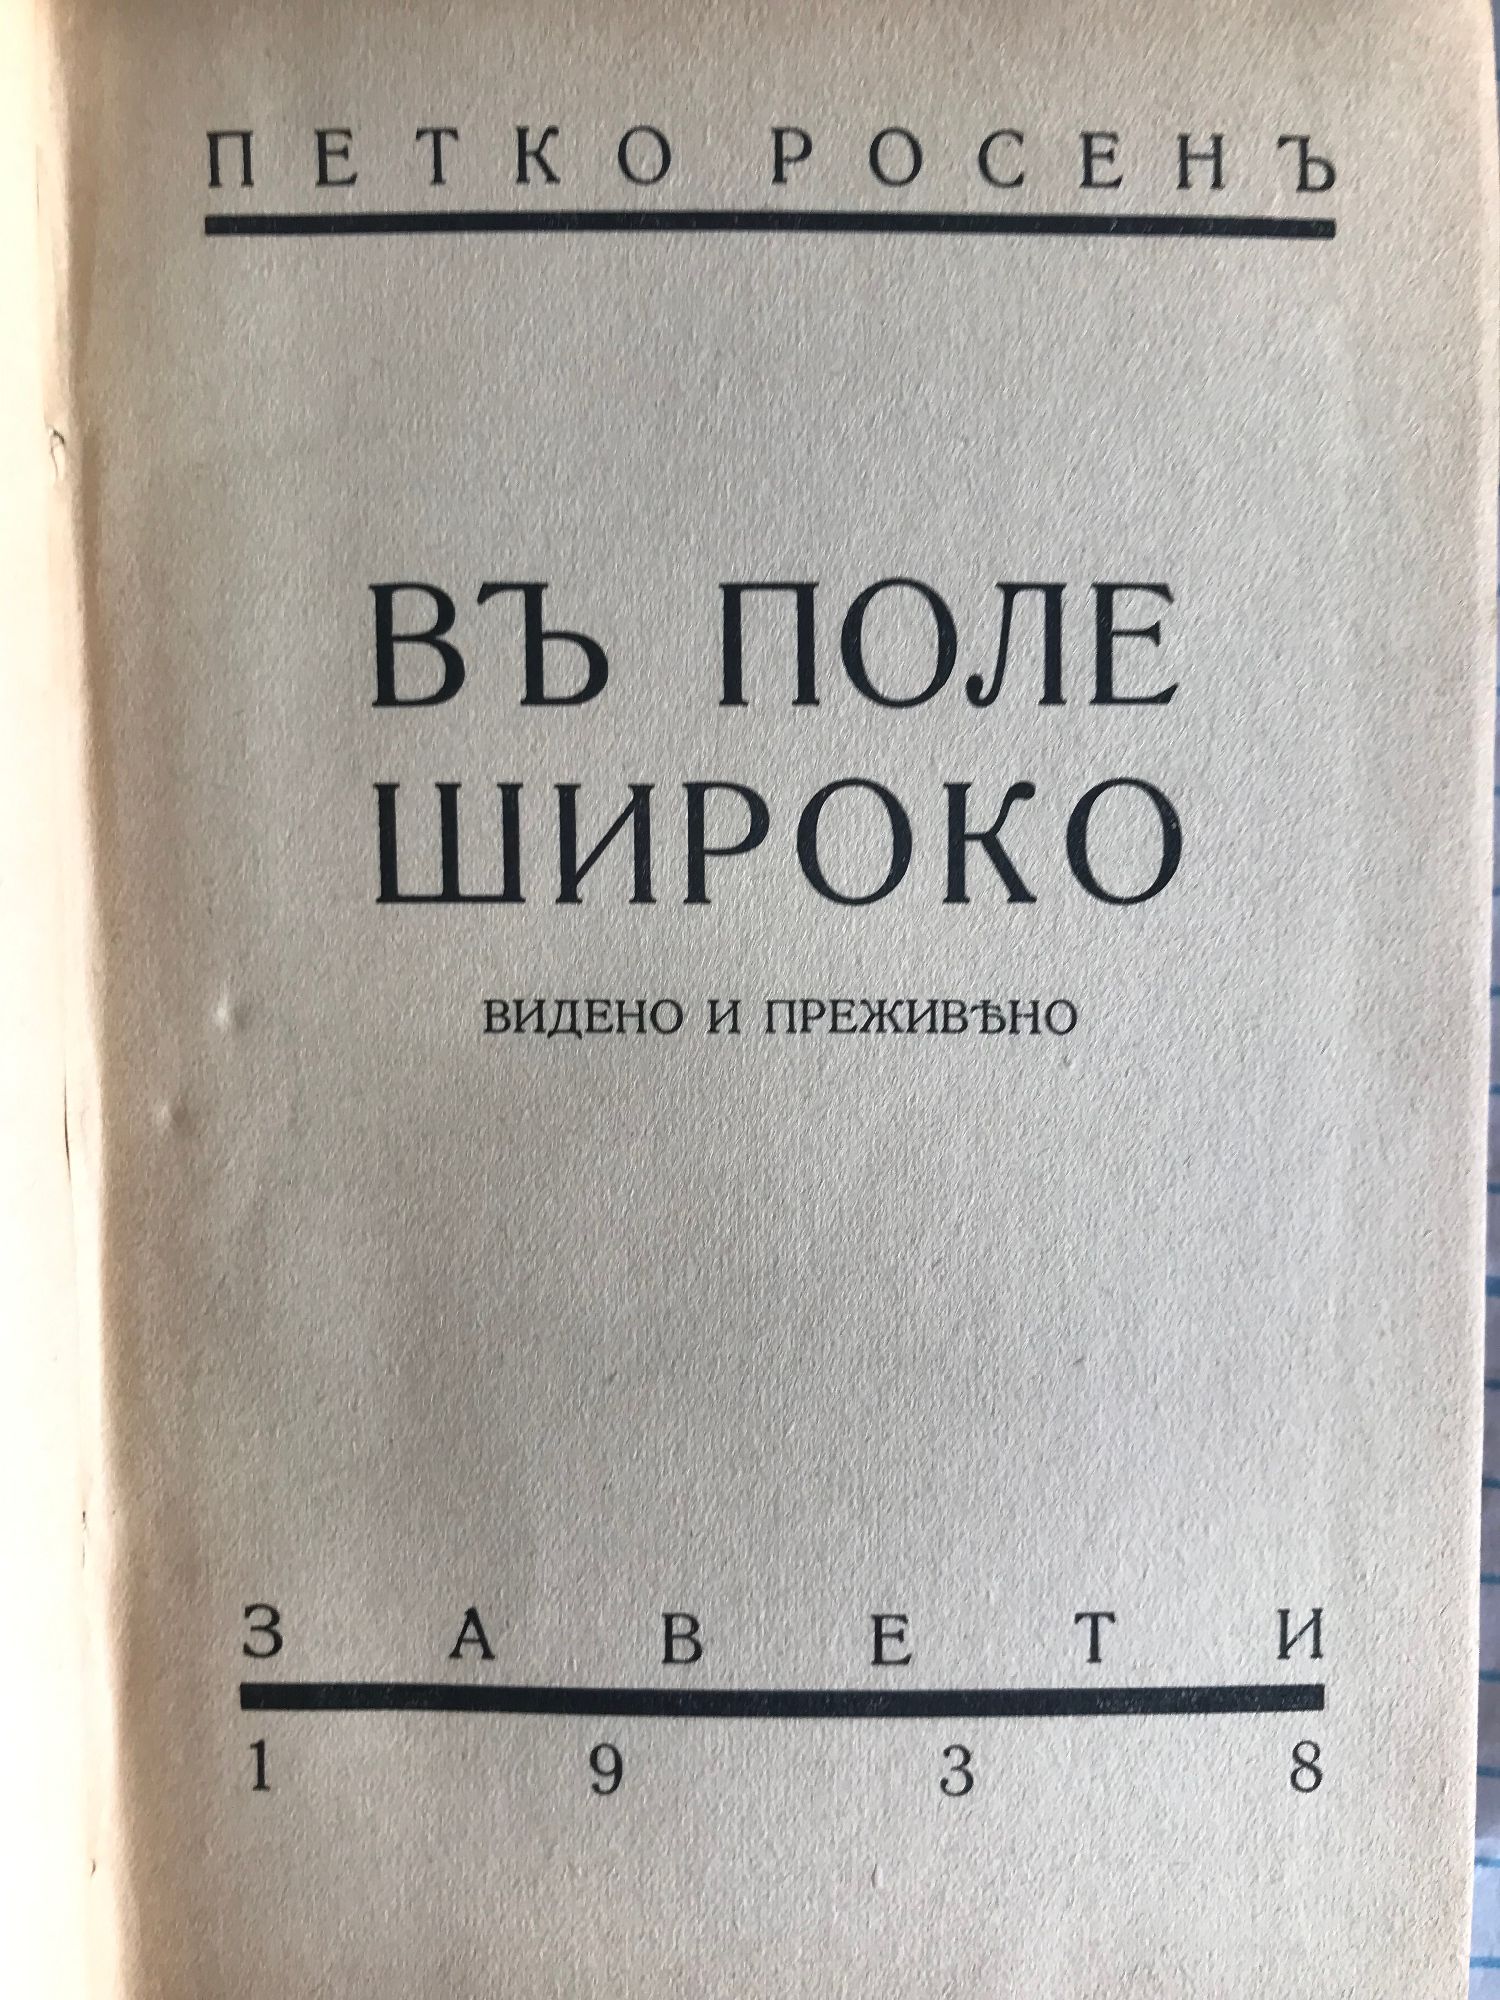 ПЕТКО РОСЕНЪ
ВЪ ПОЛЕ
ШИРОКО
ВИДЕНО И ПРЕЖИВѢНО
ЗАВЕТИ
1938